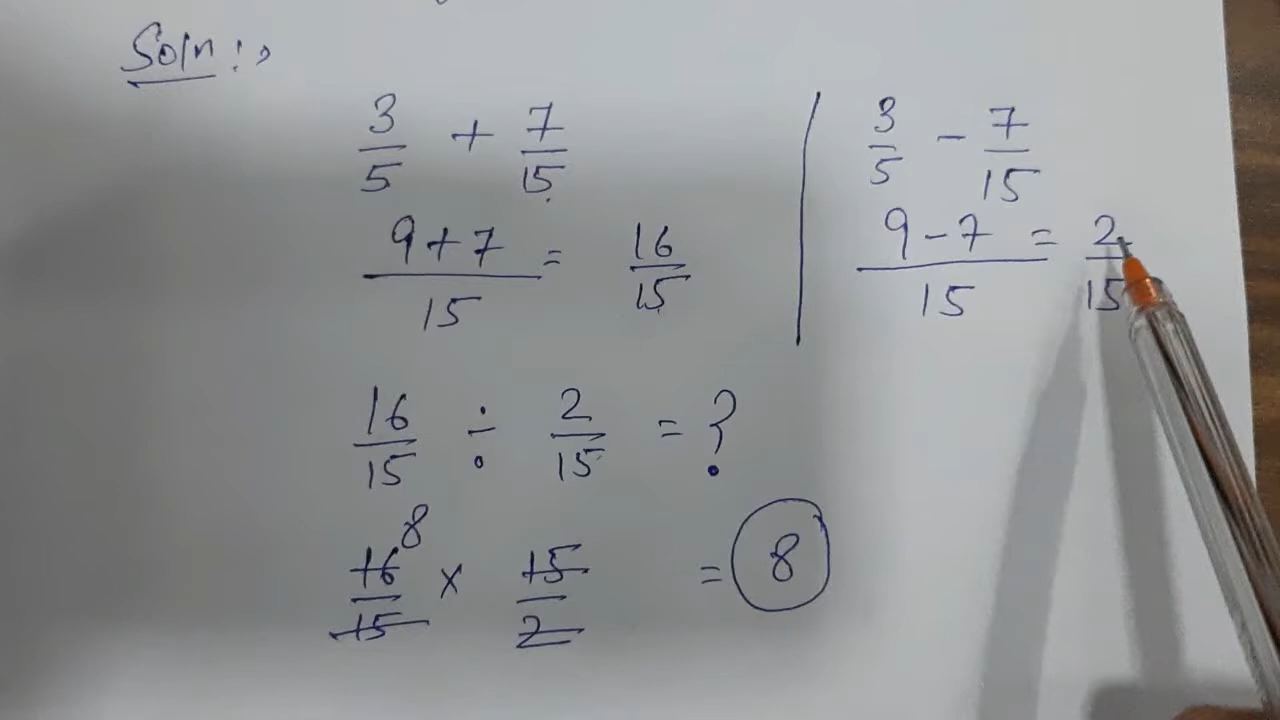 Soln :,
3/5 + 7/15
9+7/15 = 16/15
3/5 - 7/15
9-7/15 = 2/15
16/15 ÷ 2/15 = ?
16/15 8 × 15/2 = 8